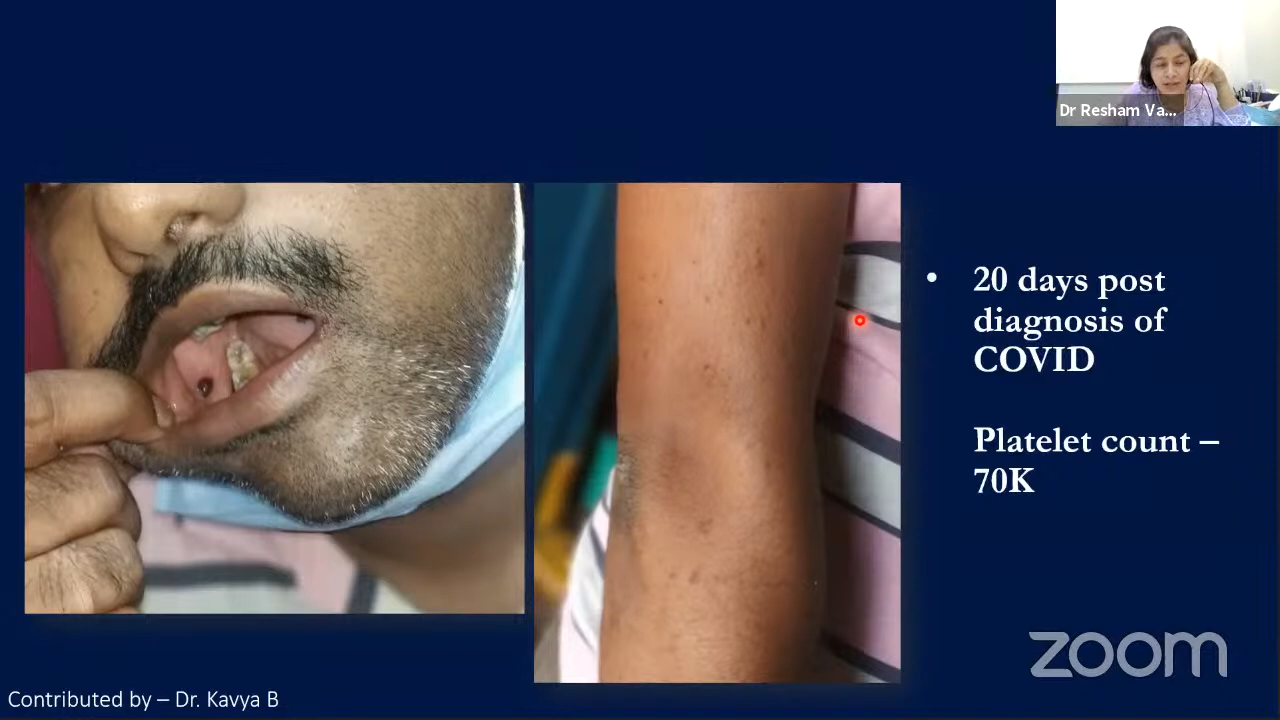 Dr Resham Va...
• 20 days post
diagnosis of
COVID
Platelet count –
70K
zoom
Contributed by – Dr. Kavya B